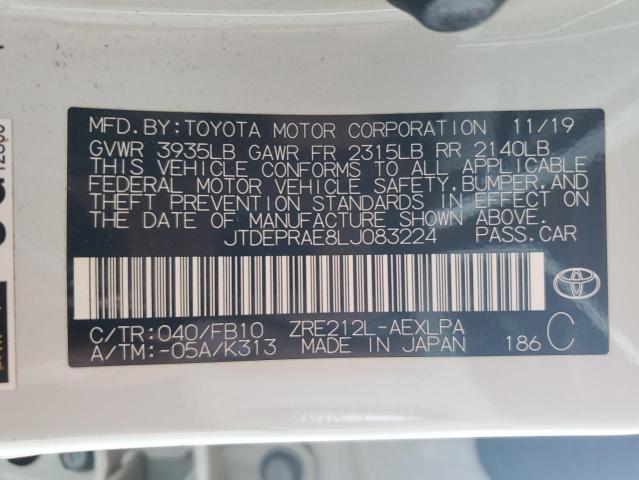 MFD.BY:TOYOTA MOTOR CORPORATION 11/19
GVWR 3935LB GAWR FR 2315LB RR 2140LB
THIS VEHICLE CONFORMS TO ALL APPLICABLE
FEDERAL MOTOR VEHICLE SAFETY,BUMPER,AND
THEFT PREVENTION STANDARDS IN EFFECT ON
THE DATE OF MANUFACTURE SHOWN ABOVE.
JTDEPRAE8LJ083224 PASS.CAR
C/TR:040/FB10 ZRE212L-AEXLPA
A/TM:-05A/K313 MADE IN JAPAN 186 C